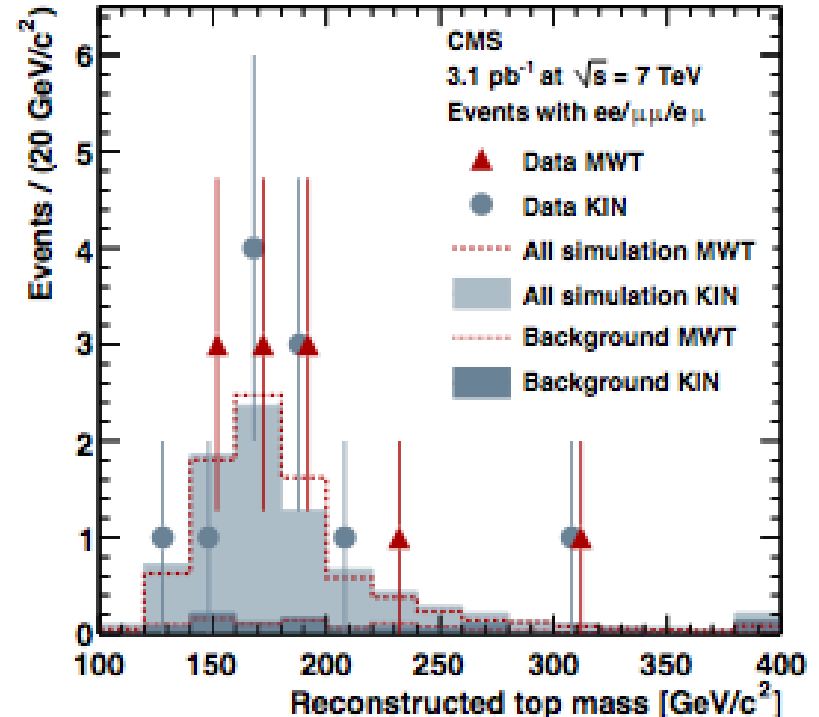 CMS
3.1 pb⁻¹ at √s = 7 TeV
Events with ee/μμ/eμ
Data MWT
Data KIN
All simulation MWT
All simulation KIN
Background MWT
Background KIN
Events / (20 GeV/c²)
6
5
4
3
2
1
0
100 150 200 250 300 350 400
Reconstructed top mass [GeV/c²]